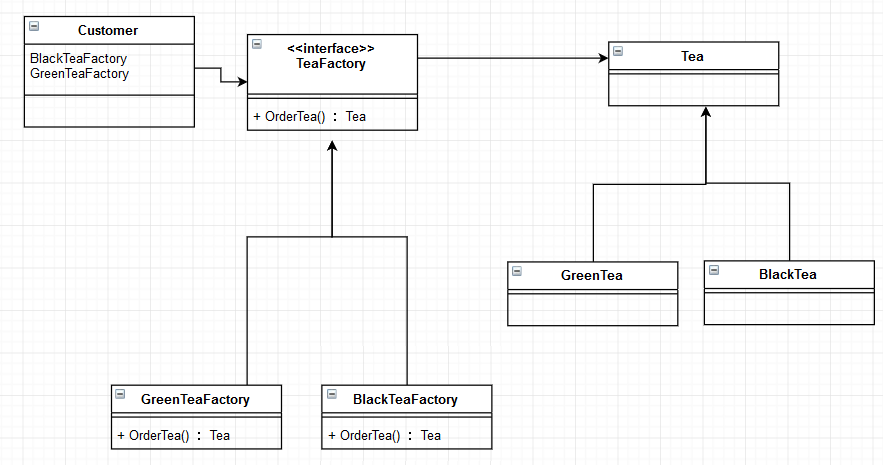 Customer
BlackTeaFactory
GreenTeaFactory
<<interface>>
TeaFactory
+ OrderTea() : Tea
Tea
GreenTea
BlackTea
GreenTeaFactory
+ OrderTea() : Tea
BlackTeaFactory
+ OrderTea() : Tea